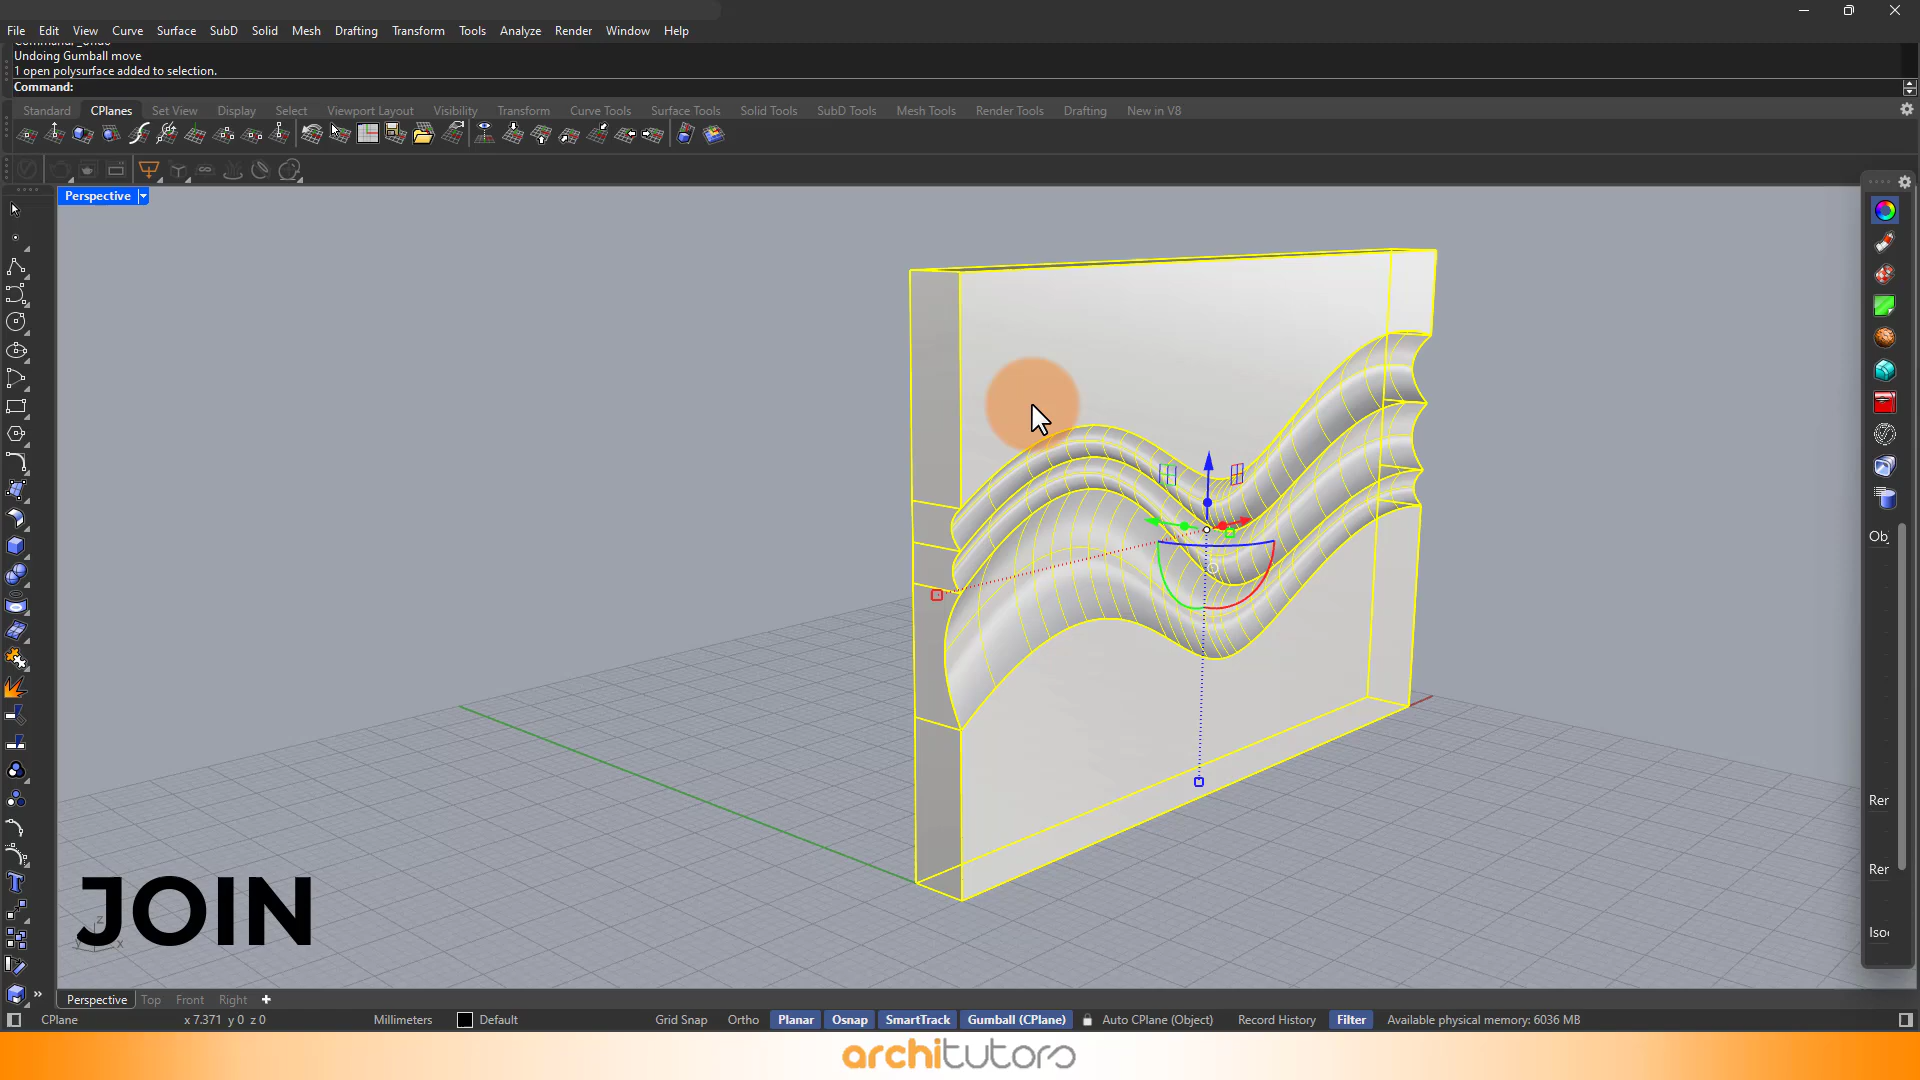 File Edit View Curve Surface SubD Solid Mesh Drafting Transform Tools Analyze Render Window Help
Undoing Gumball move
1 open polysurface added to selection.
Command:
Standard CPlanes Set View Display Select Viewport Layout Visibility Transform Curve Tools Surface Tools Solid Tools SubD Tools Mesh Tools Render Tools Drafting New in V8
Perspective
Ob
Ren
Ren
Iso
z
y x
JOIN
Perspective Top Front Right
CPlane x 7.371 y 0 z 0 Millimeters Default Grid Snap Ortho Planar Osnap SmartTrack Gumball (CPlane) Auto CPlane (Object) Record History Filter Available physical memory: 6036 MB
architutors